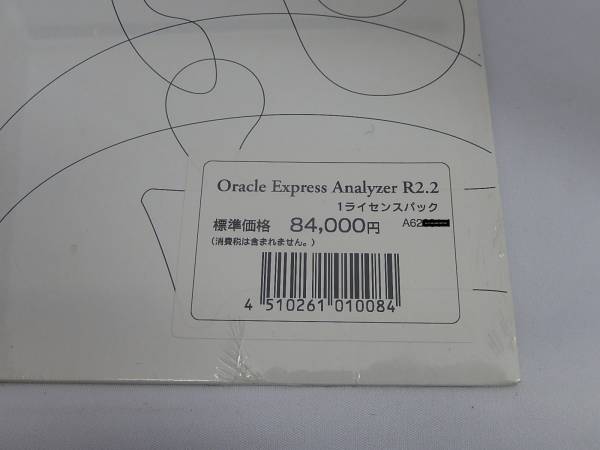 Oracle Express Analyzer R2.2
1ライセンスパック
標準価格 84,000円 A62
(消費税は含まれません。)
4 510261 010084